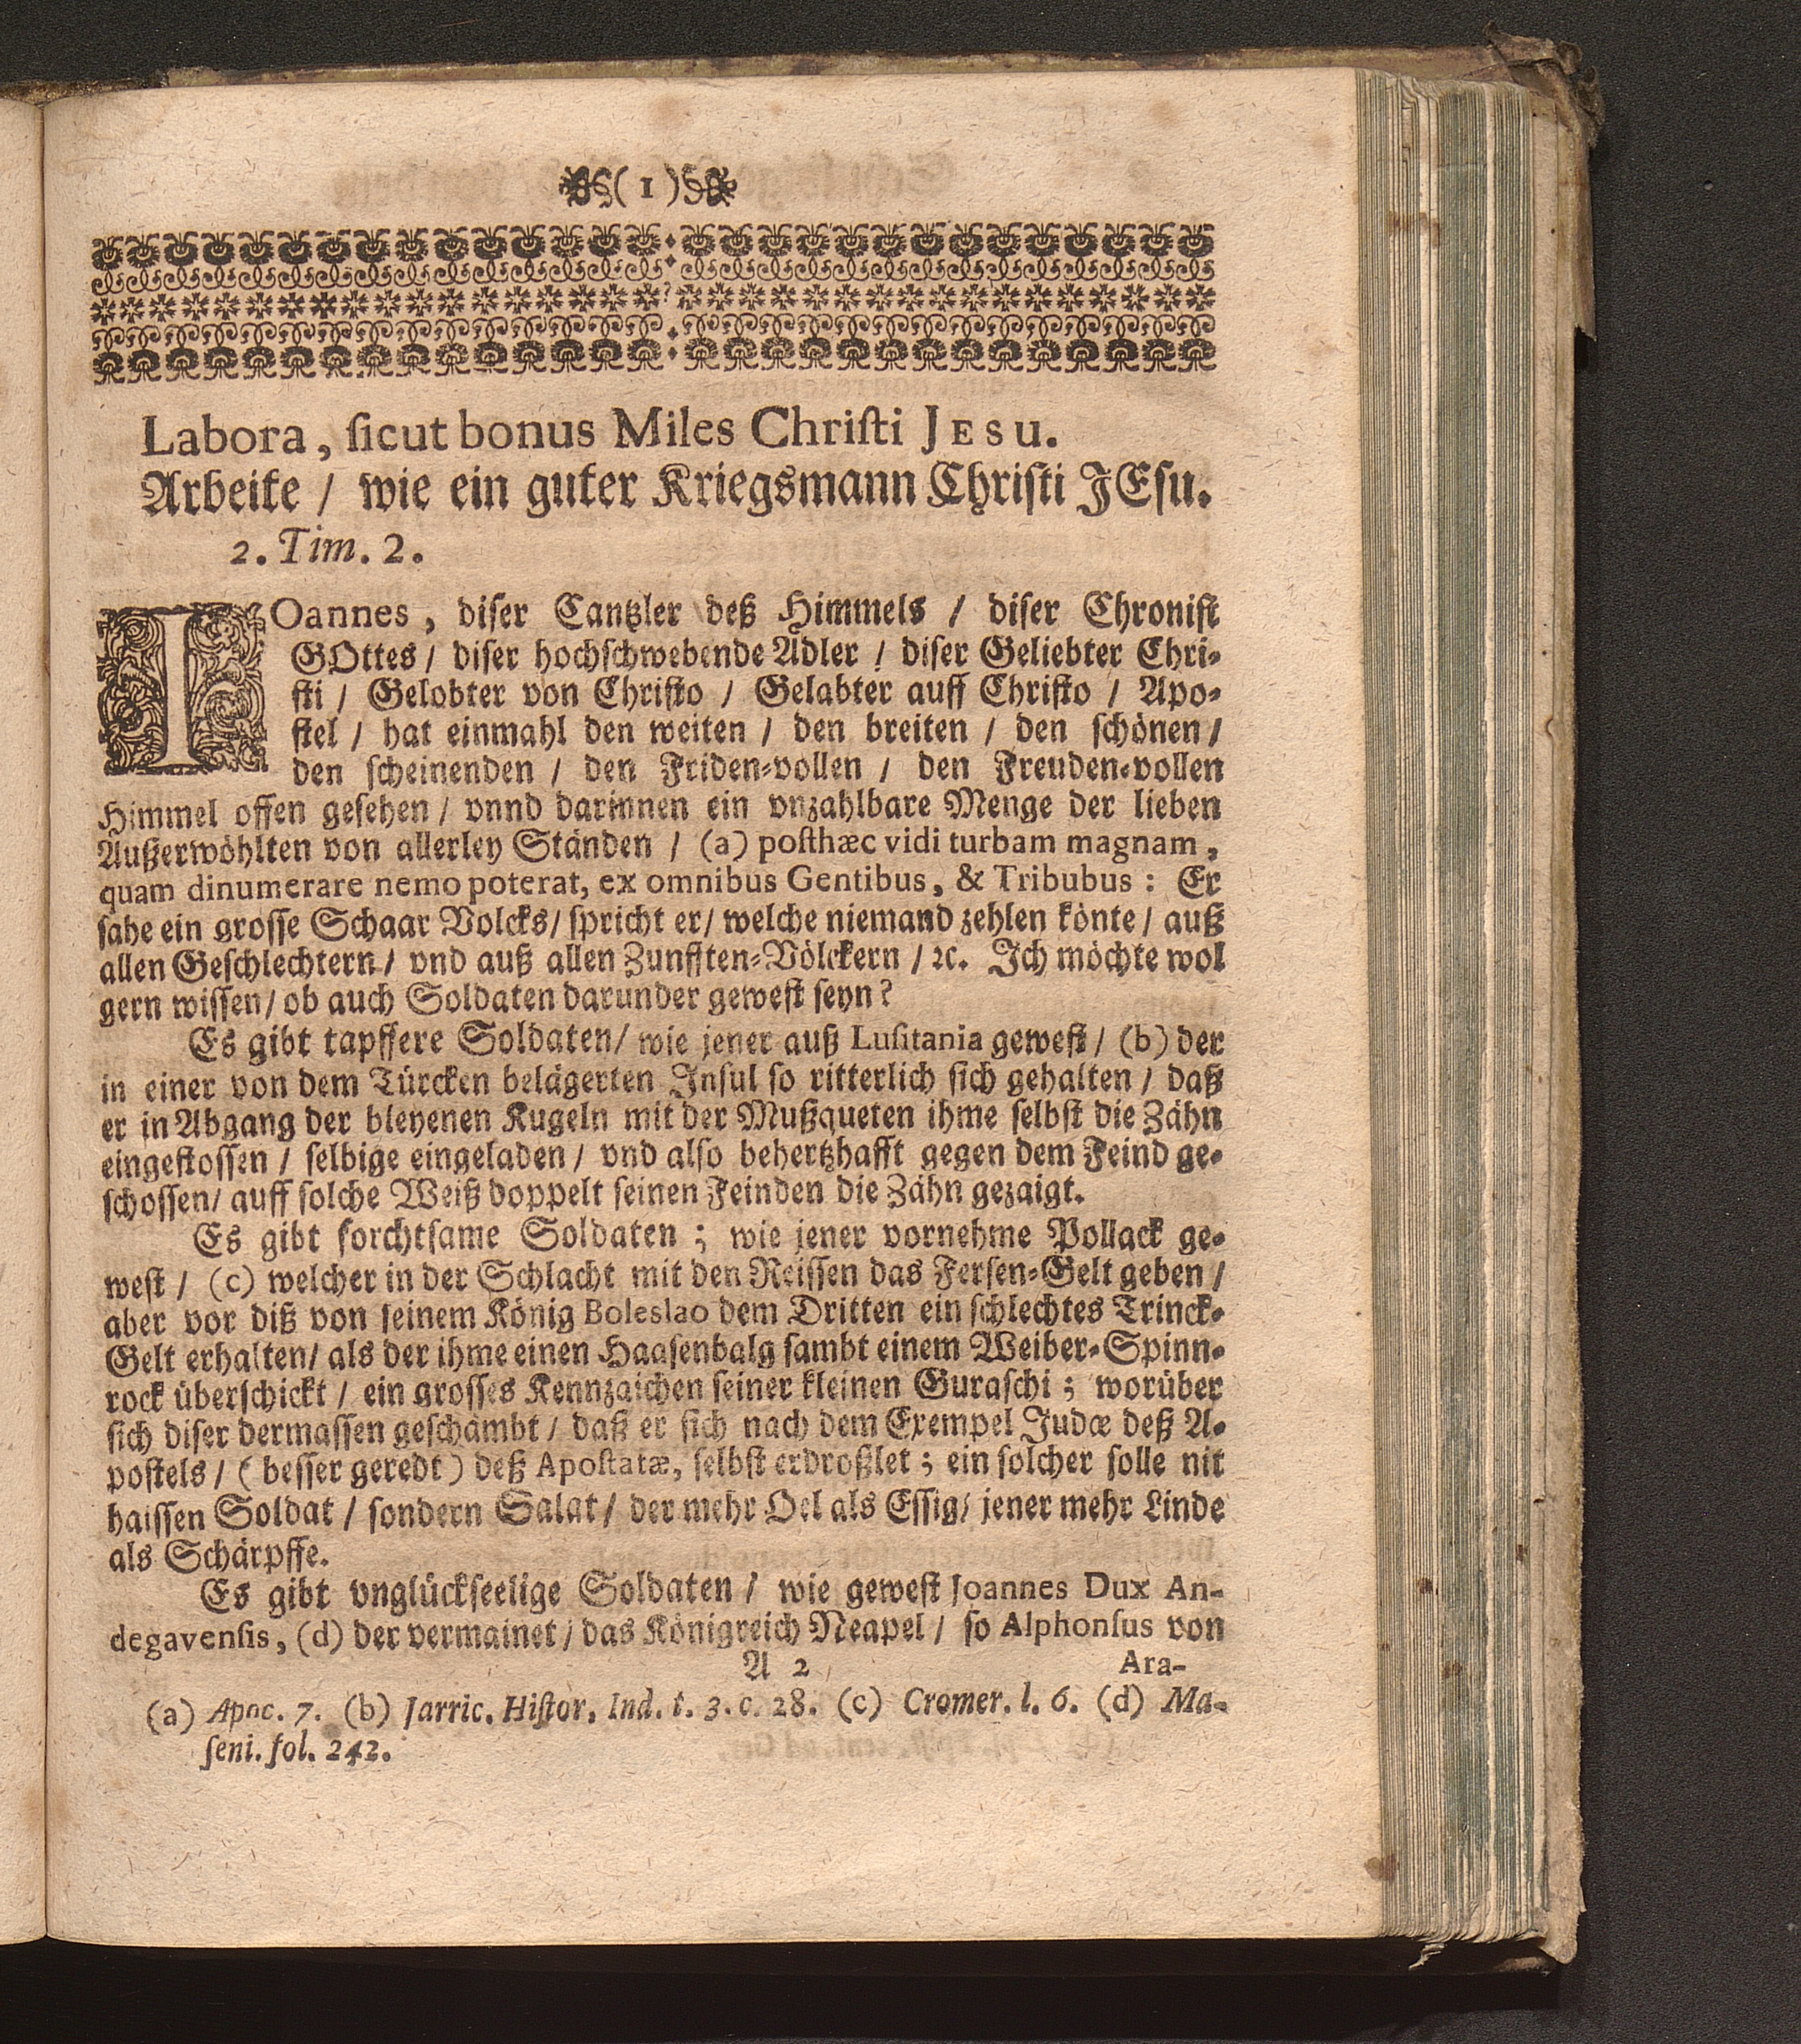 ( 1 )
Labora, ſicut bonus Miles Chriſti JESU.
Arbeite / wie ein guter Kriegsmann Chriſti JEſu.
2. Tim. 2.
IOannes, diſer Cantzler deß Himmels / diſer Chroniſt
GOttes / diſer hochſchwebende Adler / diſer Geliebter Chri-
ſti / Gelobter von Chriſto / Gelabter auff Chriſto / Apo-
ſtel / hat einmahl den weiten / den breiten / den ſchönen /
den ſcheinenden / den Friden-vollen / den Freuden-vollen
Himmel offen geſehen / vnnd darinnen ein vnzahlbare Menge der lieben
Außerwöhlten von allerley Ständen / (a) poſthæc vidi turbam magnam,
quam dinumerare nemo poterat, ex omnibus Gentibus, & Tribubus: Er
ſahe ein groſſe Schaar Volcks / ſpricht er / welche niemand zehlen könte / auß
allen Geſchlechtern / vnd auß allen Zunfften-Völckern / ꝛc. Ich möchte wol
gern wiſſen / ob auch Soldaten darunder geweſt ſeyn?
Es gibt tapffere Soldaten / wie jener auß Luſitania geweſt / (b) der
in einer von dem Türcken belägerten Inſul ſo ritterlich ſich gehalten / daß
er in Abgang der bleyenen Kugeln mit der Mußqueten ihme ſelbſt die Zähn
eingeſtoſſen / ſelbige eingeladen / vnd alſo behertzhafft gegen dem Feind ge-
ſchoſſen / auff ſolche Weiß doppelt ſeinen Feinden die Zähn gezaigt.
Es gibt forchtſame Soldaten; wie jener vornehme Pollack ge-
weſt / (c) welcher in der Schlacht mit den Reiſſen das Ferſen-Gelt geben /
aber vor diß von ſeinem König Boleslao dem Dritten ein ſchlechtes Trinck-
Gelt erhalten / als der ihme einen Haaſenbalg ſambt einem Weiber-Spinn-
rock überſchickt / ein groſſes Kennzaichen ſeiner kleinen Guraſchi; worüber
ſich diſer dermaſſen geſchämbt / daß er ſich nach dem Exempel Judæ deß A-
poſtels / (beſſer geredt) deß Apoſtatæ, ſelbſt erdroßlet; ein ſolcher ſolle nit
haiſſen Soldat / ſondern Salat / der mehr Oel als Eſſig / jener mehr Linde
als Schärpffe.
Es gibt vnglückſeelige Soldaten / wie geweſt Joannes Dux An-
degavenſis, (d) der vermainet / das Königreich Neapel / ſo Alphonſus von
A 2 Ara-
(a) Apoc. 7. (b) Jarric. Hiſtor. Ind. t. 3. c. 28. (c) Cromer. l. 6. (d) Ma-
ſeni. fol. 242.